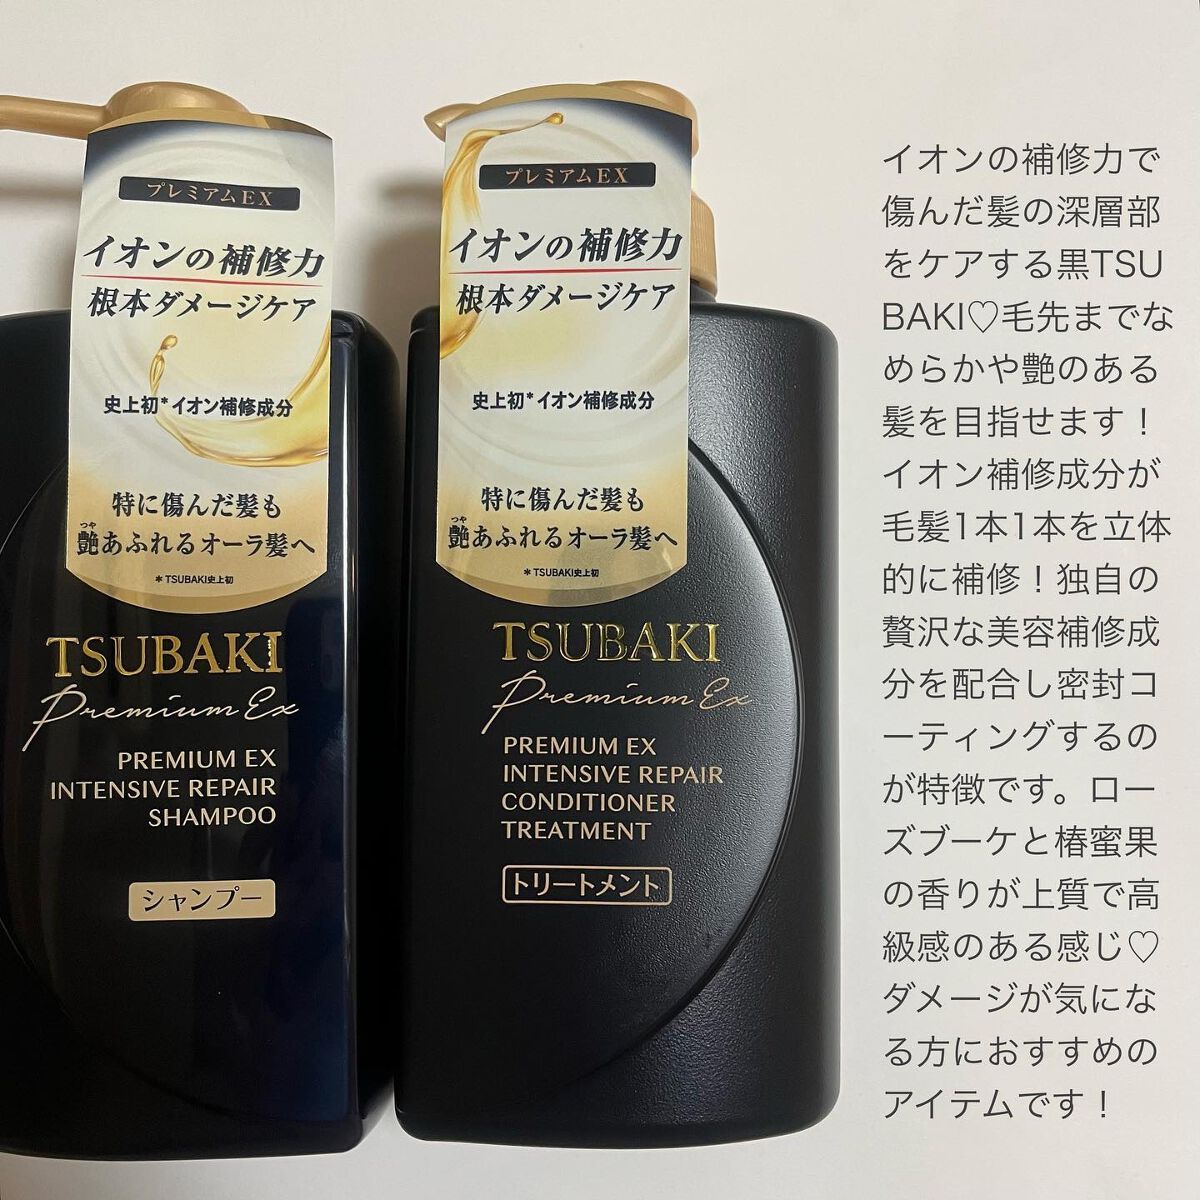 プレミアムEX
イオンの補修力
根本ダメージケア
史上初*イオン補修成分
特に傷んだ髪も
つや
艶あふれるオーラ髪へ
*TSUBAKI史上初
TSUBAKI
Premium Ex
PREMIUM EX
INTENSIVE REPAIR
SHAMPOO
シャンプー
プレミアムEX
イオンの補修力
根本ダメージケア
史上初*イオン補修成分
特に傷んだ髪も
つや
艶あふれるオーラ髪へ
*TSUBAKI史上初
TSUBAKI
Premium Ex
PREMIUM EX
INTENSIVE REPAIR
CONDITIONER
TREATMENT
トリートメント
イオンの補修力で
傷んだ髪の深層部
をケアする黒TSU
BAKI♡毛先までな
めらかや艶のある
髪を目指せます！
イオン補修成分が
毛髪1本1本を立体
的に補修！独自の
贅沢な美容補修成
分を配合し密封コ
ーティングするの
が特徴です。ロー
ズブーケと椿蜜果
の香りが上質で高
級感のある感じ♡
ダメージが気にな
る方におすすめの
アイテムです！